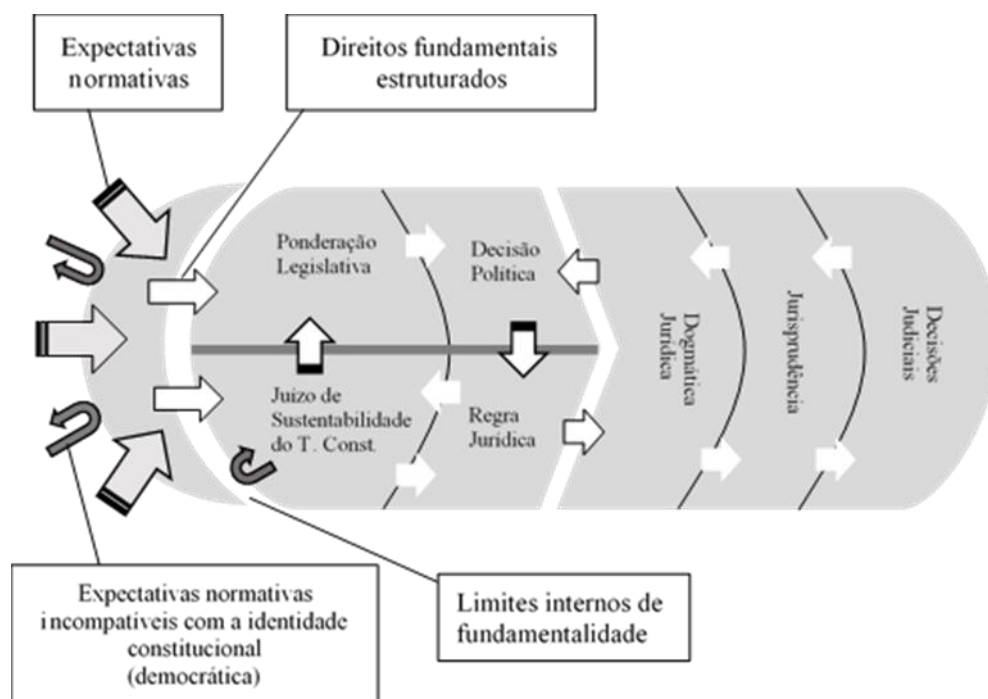 Expectativas
normativas
Direitos fundamentais
estruturados
Ponderação
Legislativa
Decisão
Política
Juízo de
Sustentabilidade
do T. Const.
Regra
Jurídica
Dogmática
Jurídica
Jurisprudência
Decisões
Judiciais
Expectativas normativas
incompatíveis com a identidade
constitucional
(democrática)
Limites internos de
fundamentalidade